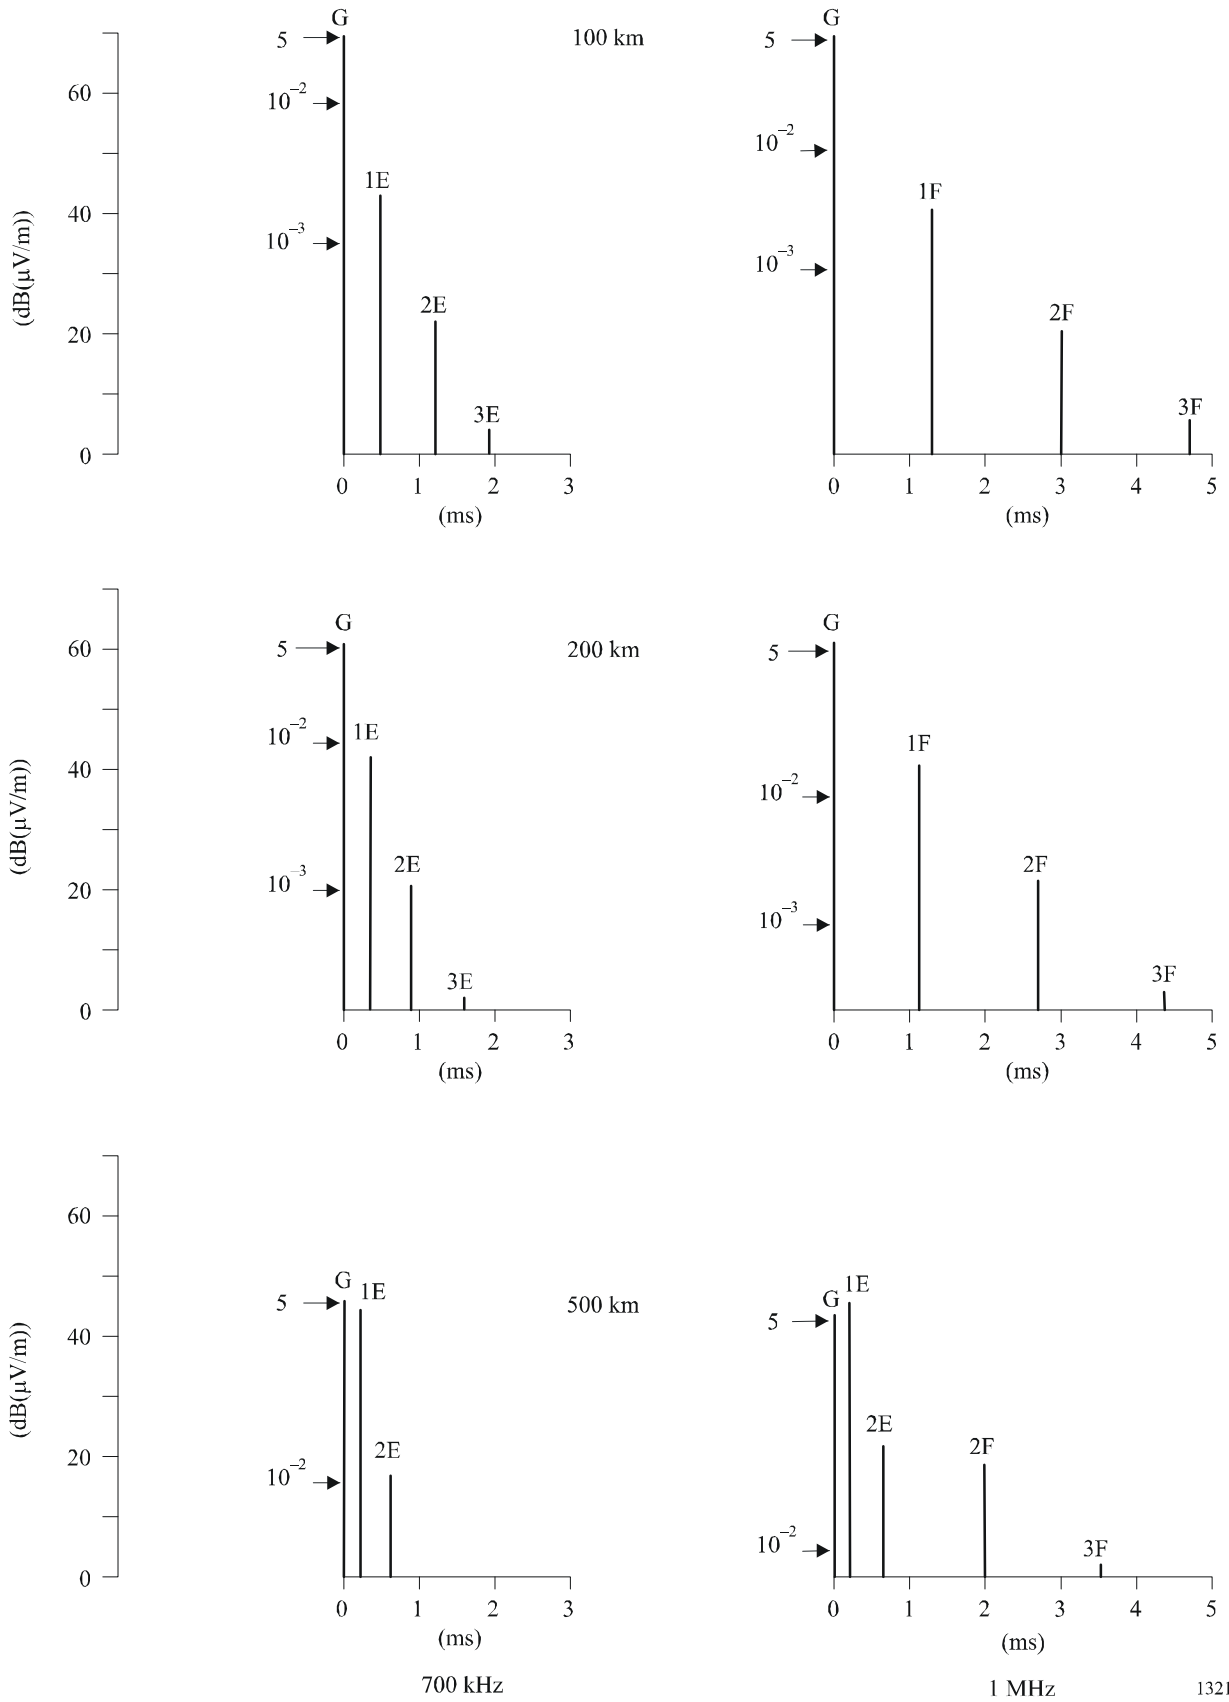 G
5
10⁻²
10⁻³
1E
2E
3E
100 km
(dB(µV/m))
60
40
20
0
0 1 2 3
(ms)
G
5
10⁻²
10⁻³
1F
2F
3F
0 1 2 3 4 5
(ms)
G
5
10⁻²
10⁻³
1E
2E
3E
200 km
(dB(µV/m))
60
40
20
0
0 1 2 3
(ms)
G
5
10⁻²
10⁻³
1F
2F
3F
0 1 2 3 4 5
(ms)
G
5
10⁻²
1E
2E
500 km
(dB(µV/m))
60
40
20
0
0 1 2 3
(ms)
700 kHz
G
5
10⁻²
1E
2E
2F
3F
0 1 2 3 4 5
(ms)
1 MHz
1321